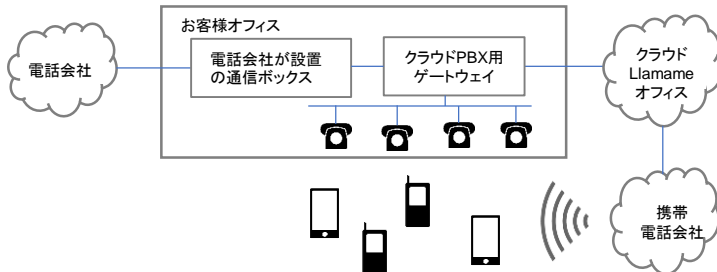 お客様オフィス
電話会社
電話会社が設置
の通信ボックス
クラウドPBX用
ゲートウェイ
クラウド
Llamame
オフィス
携帯
電話会社